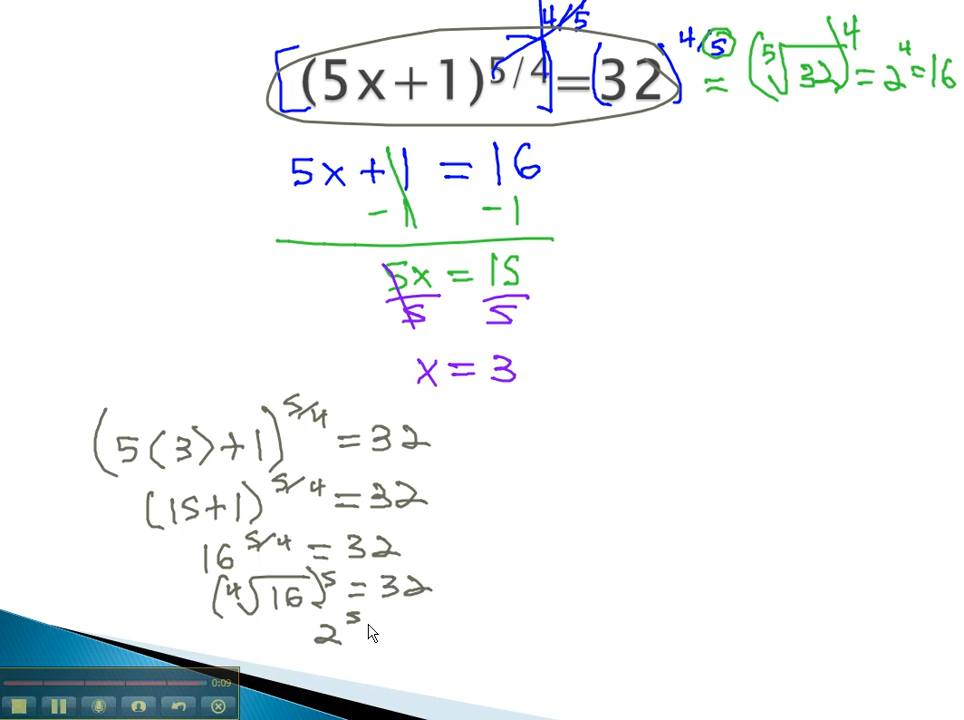 4/5
[(5x+1)^5/4]=(32)^4/5 = (⁵√32)^4 = 2^4 = 16
5x + 1 = 16
- 1 - 1
5x = 15
5 5
x = 3
(5(3)+1)^5/4 = 32
(15+1)^5/4 = 32
16^5/4 = 32
(⁴√16)^5 = 32
2^5
0:09